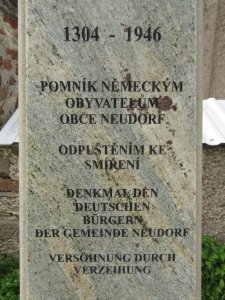 1304 - 1946
POMNÍK NĚMECKÝM
OBYVATELŮM
OBCE NEUDORF
ODPUŠTĚNÍM KE
SMÍŘENÍ
DENKMAL DEN
DEUTSCHEN
BÜRGERN
DER GEMEINDE NEUDORF
VERSÖHNUNG DURCH
VERZEIHUNG